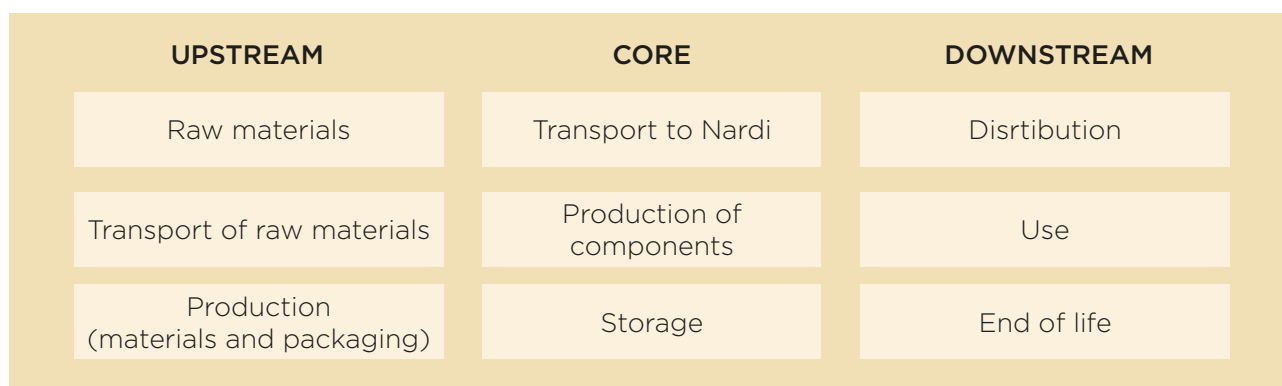 UPSTREAM
CORE
DOWNSTREAM
Raw materials
Transport to Nardi
Disrtibution
Transport of raw materials
Production of
components
Use
Production
(materials and packaging)
Storage
End of life